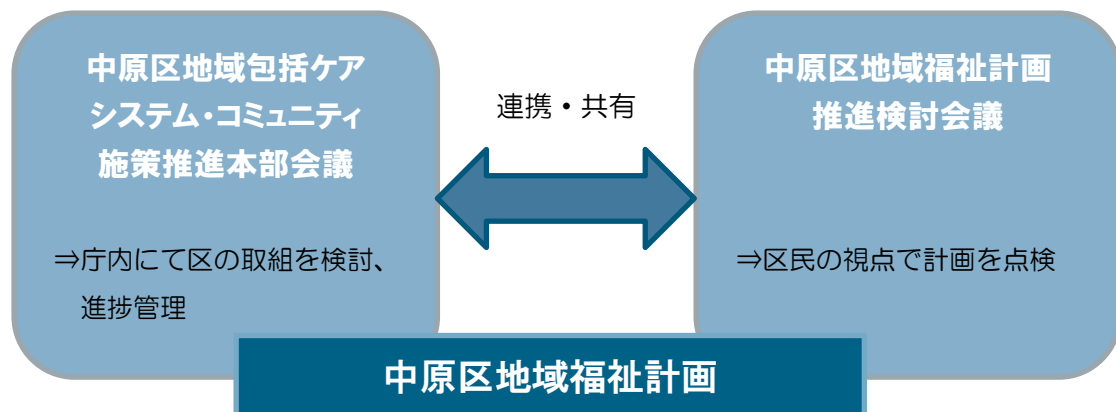 中原区地域包括ケア
システム・コミュニティ
施策推進本部会議
⇒庁内にて区の取組を検討、
進捗管理
連携・共有
中原区地域福祉計画
推進検討会議
⇒区民の視点で計画を点検
中原区地域福祉計画